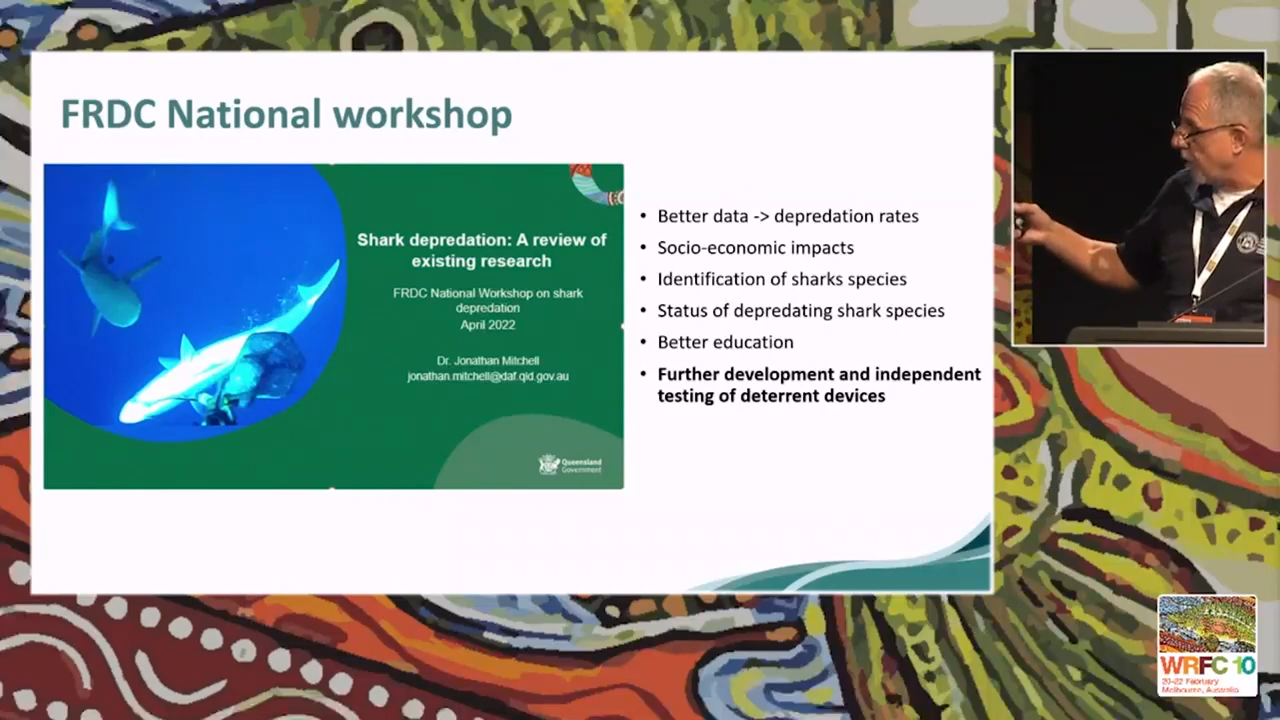 FRDC National workshop
Shark depredation: A review of
existing research
FRDC National Workshop on shark
depredation
April 2022
Dr. Jonathan Mitchell
jonathan.mitchell@daf.qld.gov.au
Queensland
Government
• Better data -> depredation rates
• Socio-economic impacts
• Identification of sharks species
• Status of depredating shark species
• Better education
• Further development and independent
testing of deterrent devices
WRFC 10
20-22 February
Melbourne, Australia